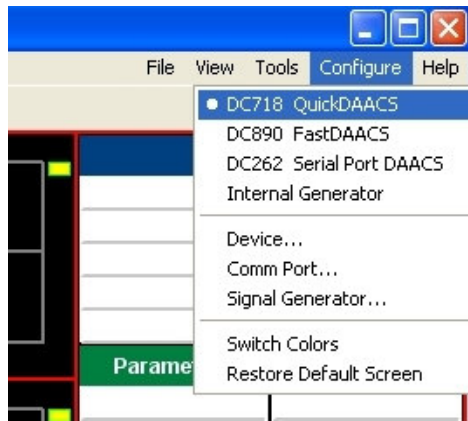 File View Tools Configure Help
DC718 QuickDAACS
DC890 FastDAACS
DC262 Serial Port DAACS
Internal Generator
Device...
Comm Port...
Signal Generator...
Switch Colors
Restore Default Screen